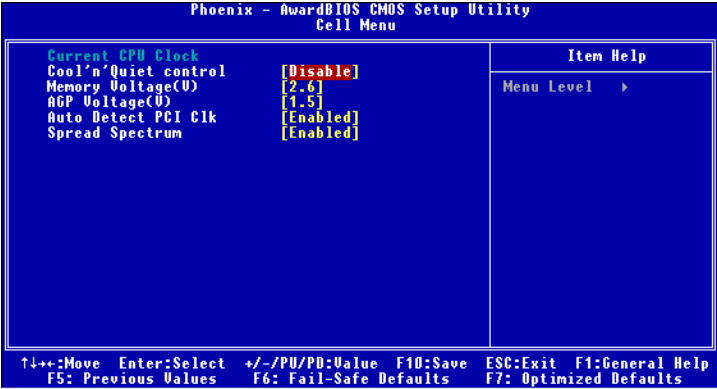 Phoenix - AwardBIOS CMOS Setup Utility
Cell Menu
Current CPU Clock
Cool'n'Quiet control [Disable]
Memory Voltage(V) [2.6]
AGP Voltage(V) [1.5]
Auto Detect PCI Clk [Enabled]
Spread Spectrum [Enabled]
Item Help
Menu Level ▸
↑↓→←:Move Enter:Select +/-/PU/PD:Value F10:Save ESC:Exit F1:General Help
F5: Previous Values F6: Fail-Safe Defaults F7: Optimized Defaults